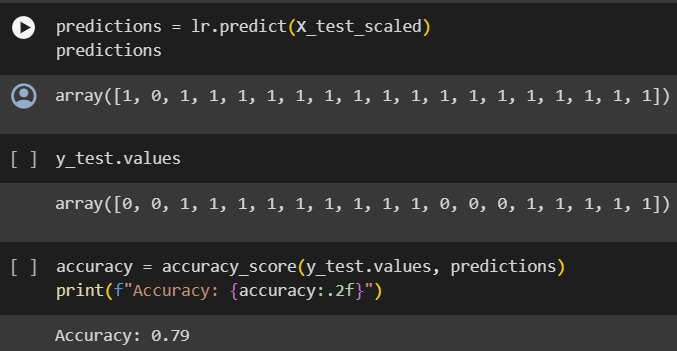 predictions = lr.predict(X_test_scaled)
predictions
array([1, 0, 1, 1, 1, 1, 1, 1, 1, 1, 1, 1, 1, 1, 1, 1, 1, 1, 1])
[ ] y_test.values
array([0, 0, 1, 1, 1, 1, 1, 1, 1, 1, 1, 0, 0, 0, 1, 1, 1, 1, 1])
[ ] accuracy = accuracy_score(y_test.values, predictions)
print(f"Accuracy: {accuracy:.2f}")
Accuracy: 0.79